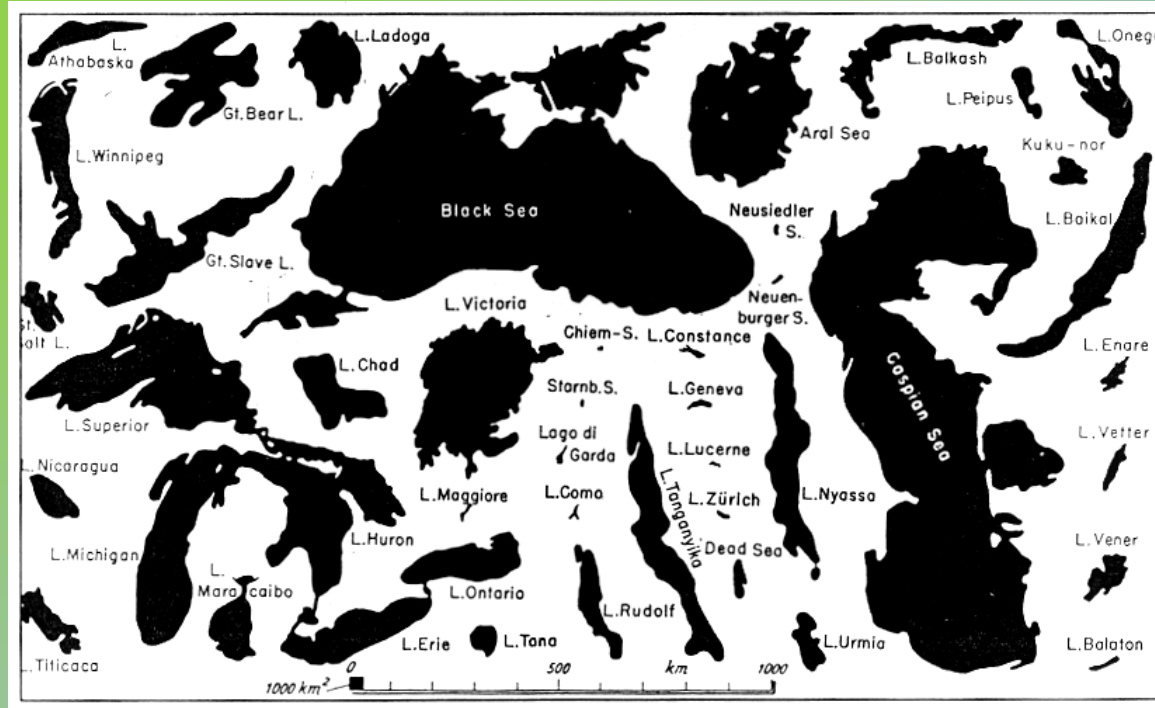 L.
Athabaska
Gt. Bear L.
L. Ladoga
L. Balkash
L. Onega
L. Peipus
Aral Sea
Kuku-nor
L. Winnipeg
Black Sea
Neusiedler
S.
L. Baikal
Gt. Slave L.
Neuen-
burger S.
L. Victoria
Salt L.
Chiem-S.
L. Constance
L. Enare
L. Chad
Caspian Sea
Starnb. S.
L. Geneva
L. Superior
Lago di
Garda
L. Lucerne
L. Vetter
L. Nicaragua
L. Maggiore
L. Como
L. Tanganyika
L. Zürich
L. Nyassa
L. Huron
L. Michigan
Dead Sea
L. Vener
L.
Maracaibo
L. Ontario
L. Rudolf
L. Erie
L. Tana
L. Urmia
L. Balaton
L. Titicaca
0 500 km 1000
1000 km²